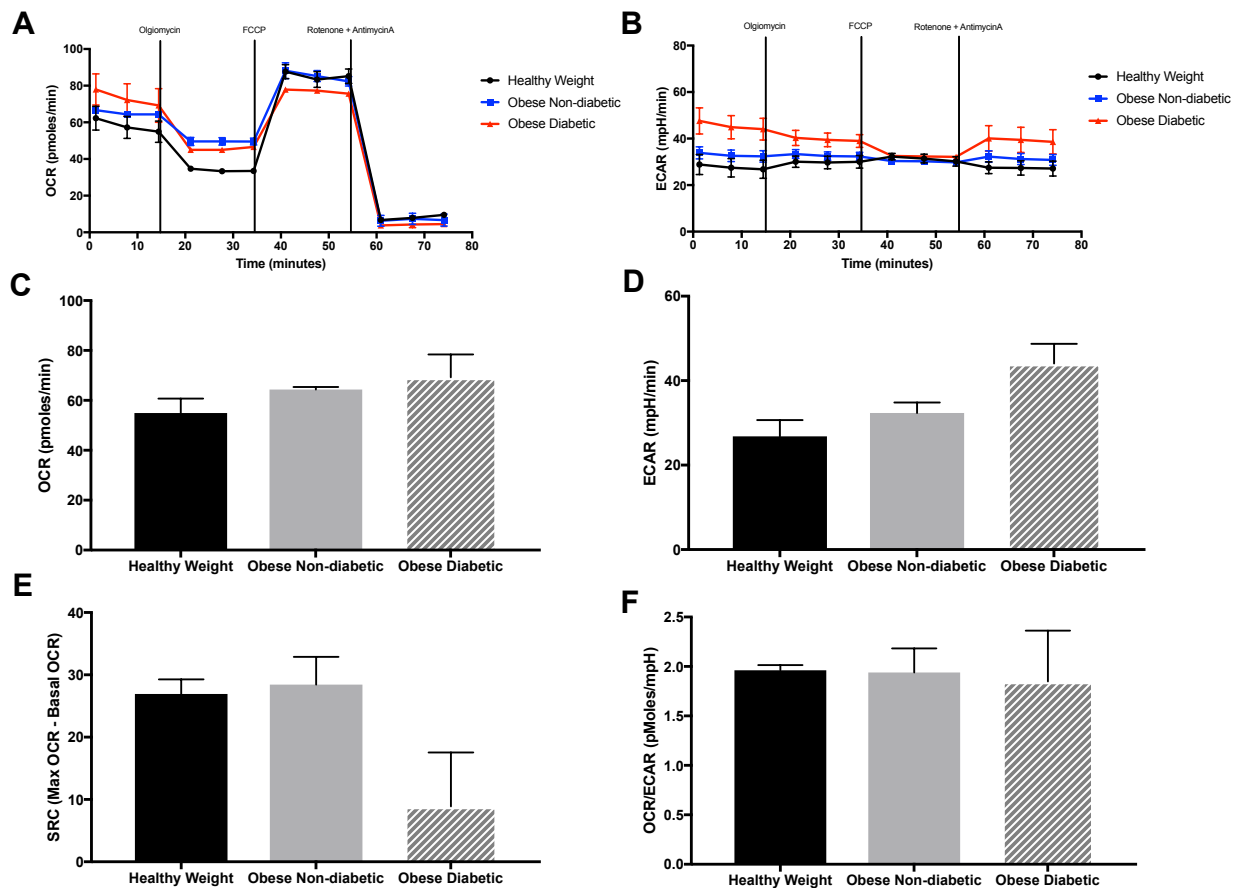 A
Olgiomycin
FCCP
Rotenone + AntimycinA
100
80
60
40
20
0
OCR (pmoles/min)
0 10 20 30 40 50 60 70 80
Time (minutes)
Healthy Weight
Obese Non-diabetic
Obese Diabetic
B
Olgiomycin
FCCP
Rotenone + AntimycinA
80
60
40
20
0
ECAR (mpH/min)
0 10 20 30 40 50 60 70 80
Time (minutes)
Healthy Weight
Obese Non-diabetic
Obese Diabetic
C
100
80
60
40
20
0
OCR (pmoles/min)
Healthy Weight Obese Non-diabetic Obese Diabetic
D
60
40
20
0
ECAR (mpH/min)
Healthy Weight Obese Non-diabetic Obese Diabetic
E
40
30
20
10
0
SRC (Max OCR - Basal OCR)
Healthy Weight Obese Non-diabetic Obese Diabetic
F
2.5
2.0
1.5
1.0
0.5
0.0
OCR/ECAR (pMoles/mpH)
Healthy Weight Obese Non-diabetic Obese Diabetic